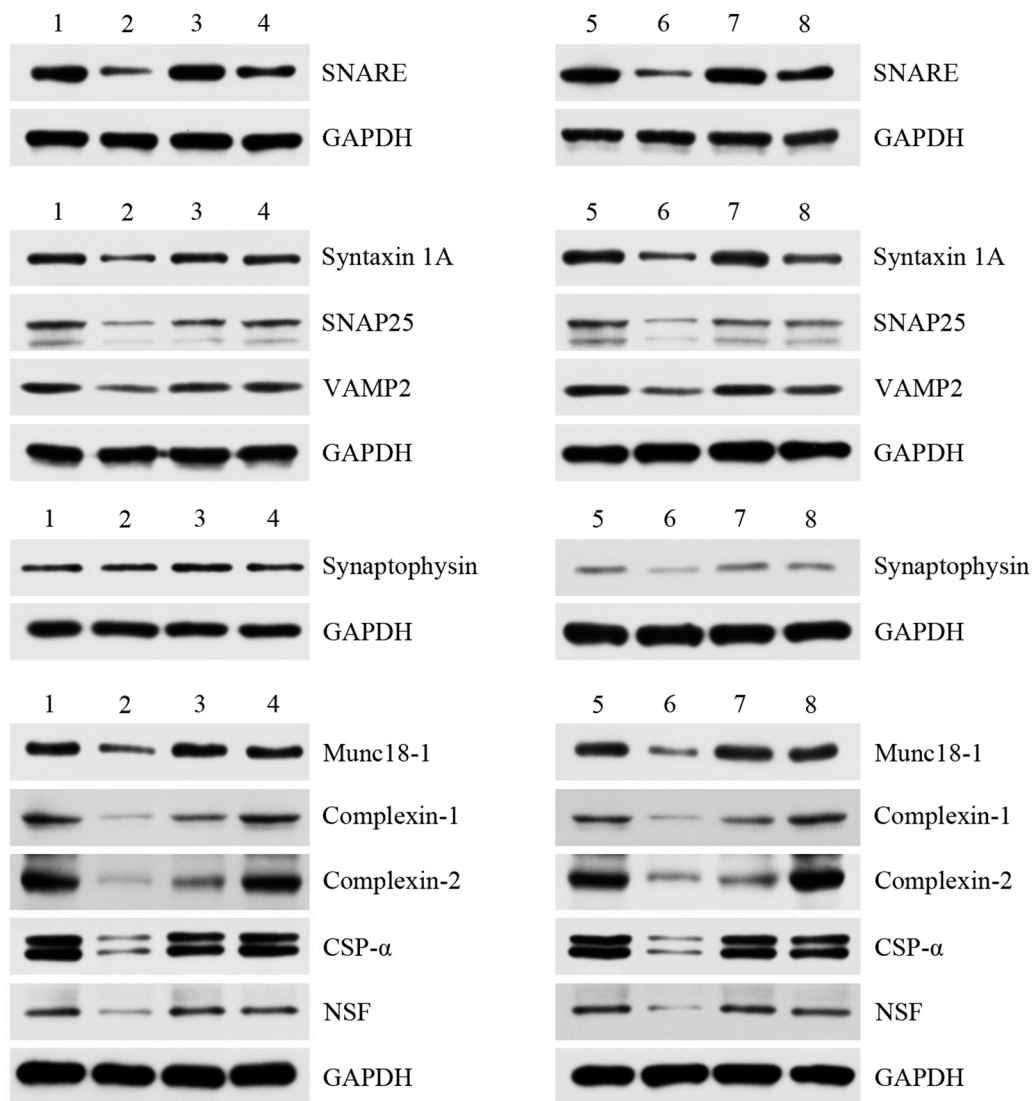 1 2 3 4
SNARE
GAPDH
1 2 3 4
Syntaxin 1A
SNAP25
VAMP2
GAPDH
1 2 3 4
Synaptophysin
GAPDH
1 2 3 4
Munc18-1
Complexin-1
Complexin-2
CSP-α
NSF
GAPDH
5 6 7 8
SNARE
GAPDH
5 6 7 8
Syntaxin 1A
SNAP25
VAMP2
GAPDH
5 6 7 8
Synaptophysin
GAPDH
5 6 7 8
Munc18-1
Complexin-1
Complexin-2
CSP-α
NSF
GAPDH